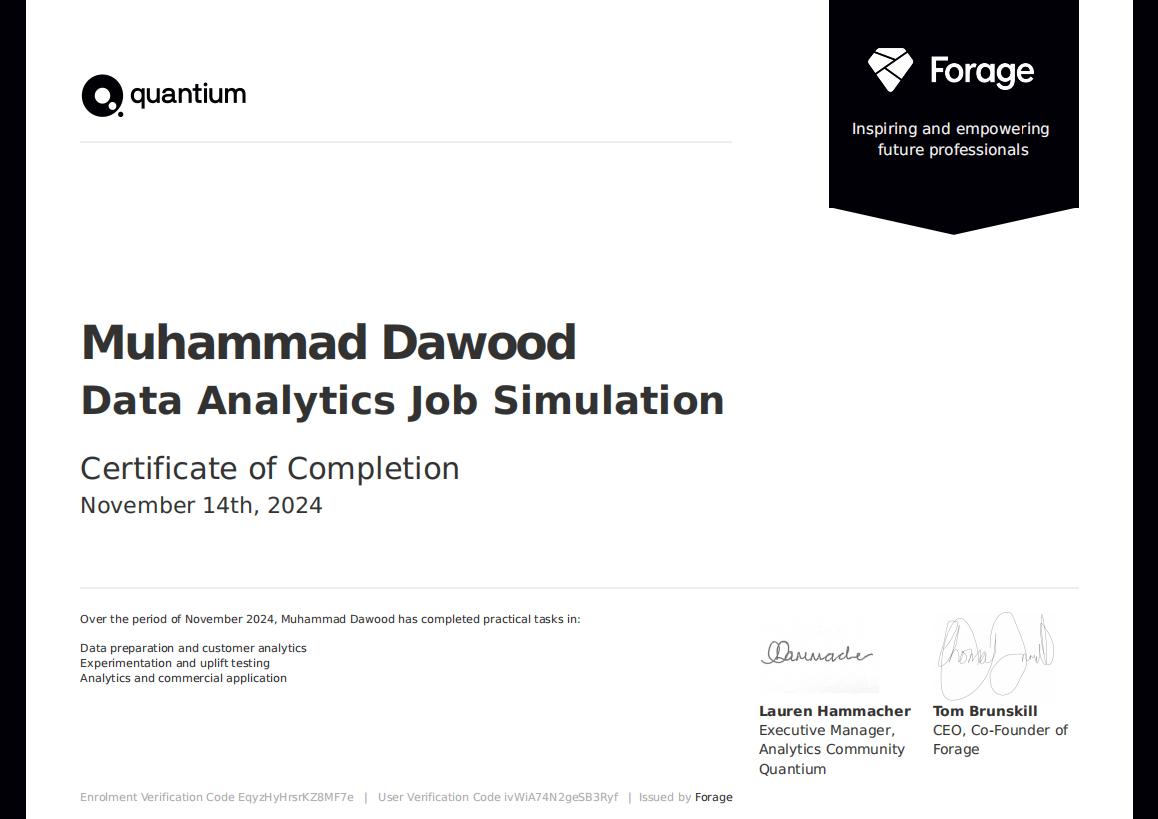 quantium
Forage
Inspiring and empowering
future professionals
Muhammad Dawood
Data Analytics Job Simulation
Certificate of Completion
November 14th, 2024
Over the period of November 2024, Muhammad Dawood has completed practical tasks in:
Data preparation and customer analytics
Experimentation and uplift testing
Analytics and commercial application
Lauren Hammacher
Executive Manager,
Analytics Community
Quantium
Tom Brunskill
CEO, Co-Founder of
Forage
Enrolment Verification Code EqyzHyHrsrKZ8MF7e | User Verification Code ivWiA74N2geSB3Ryf | Issued by Forage